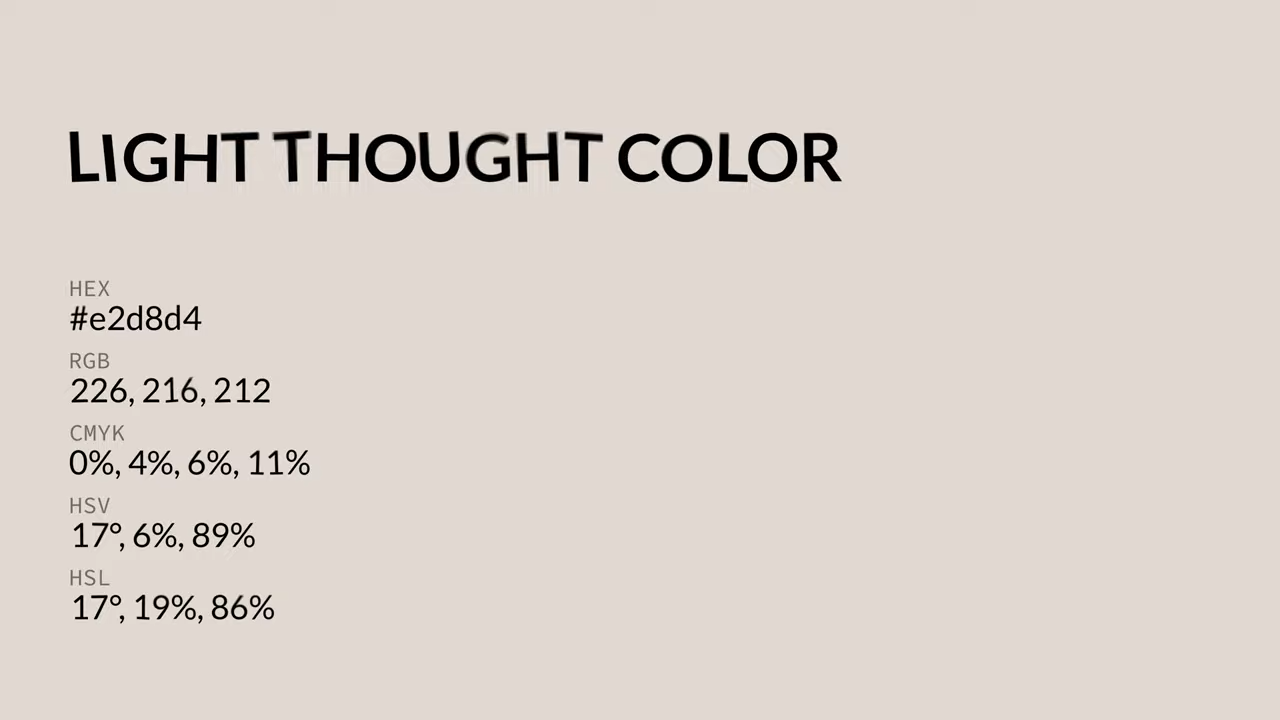 LIGHT THOUGHT COLOR
HEX
#e2d8d4
RGB
226, 216, 212
CMYK
0%, 4%, 6%, 11%
HSV
17°, 6%, 89%
HSL
17°, 19%, 86%